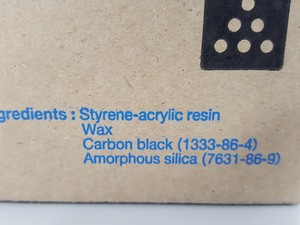 gredients : Styrene-acrylic resin
Wax
Carbon black (1333-86-4)
Amorphous silica (7631-86-9)